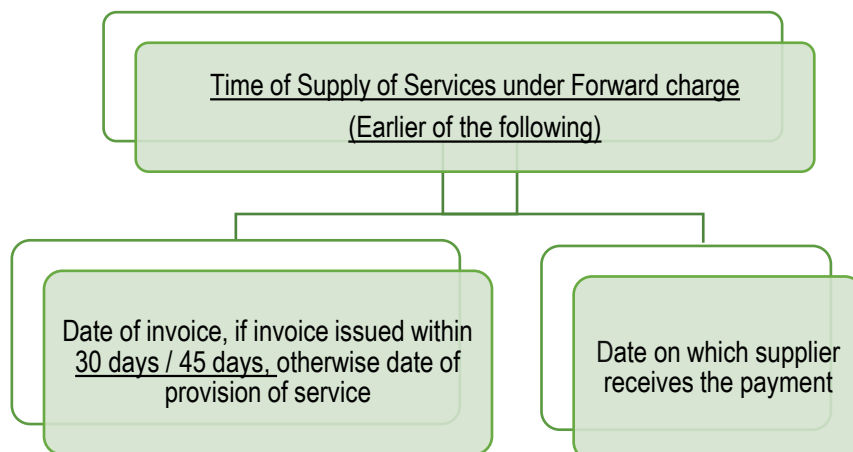 Time of Supply of Services under Forward charge
(Earlier of the following)
Date of invoice, if invoice issued within
30 days / 45 days, otherwise date of
provision of service
Date on which supplier
receives the payment